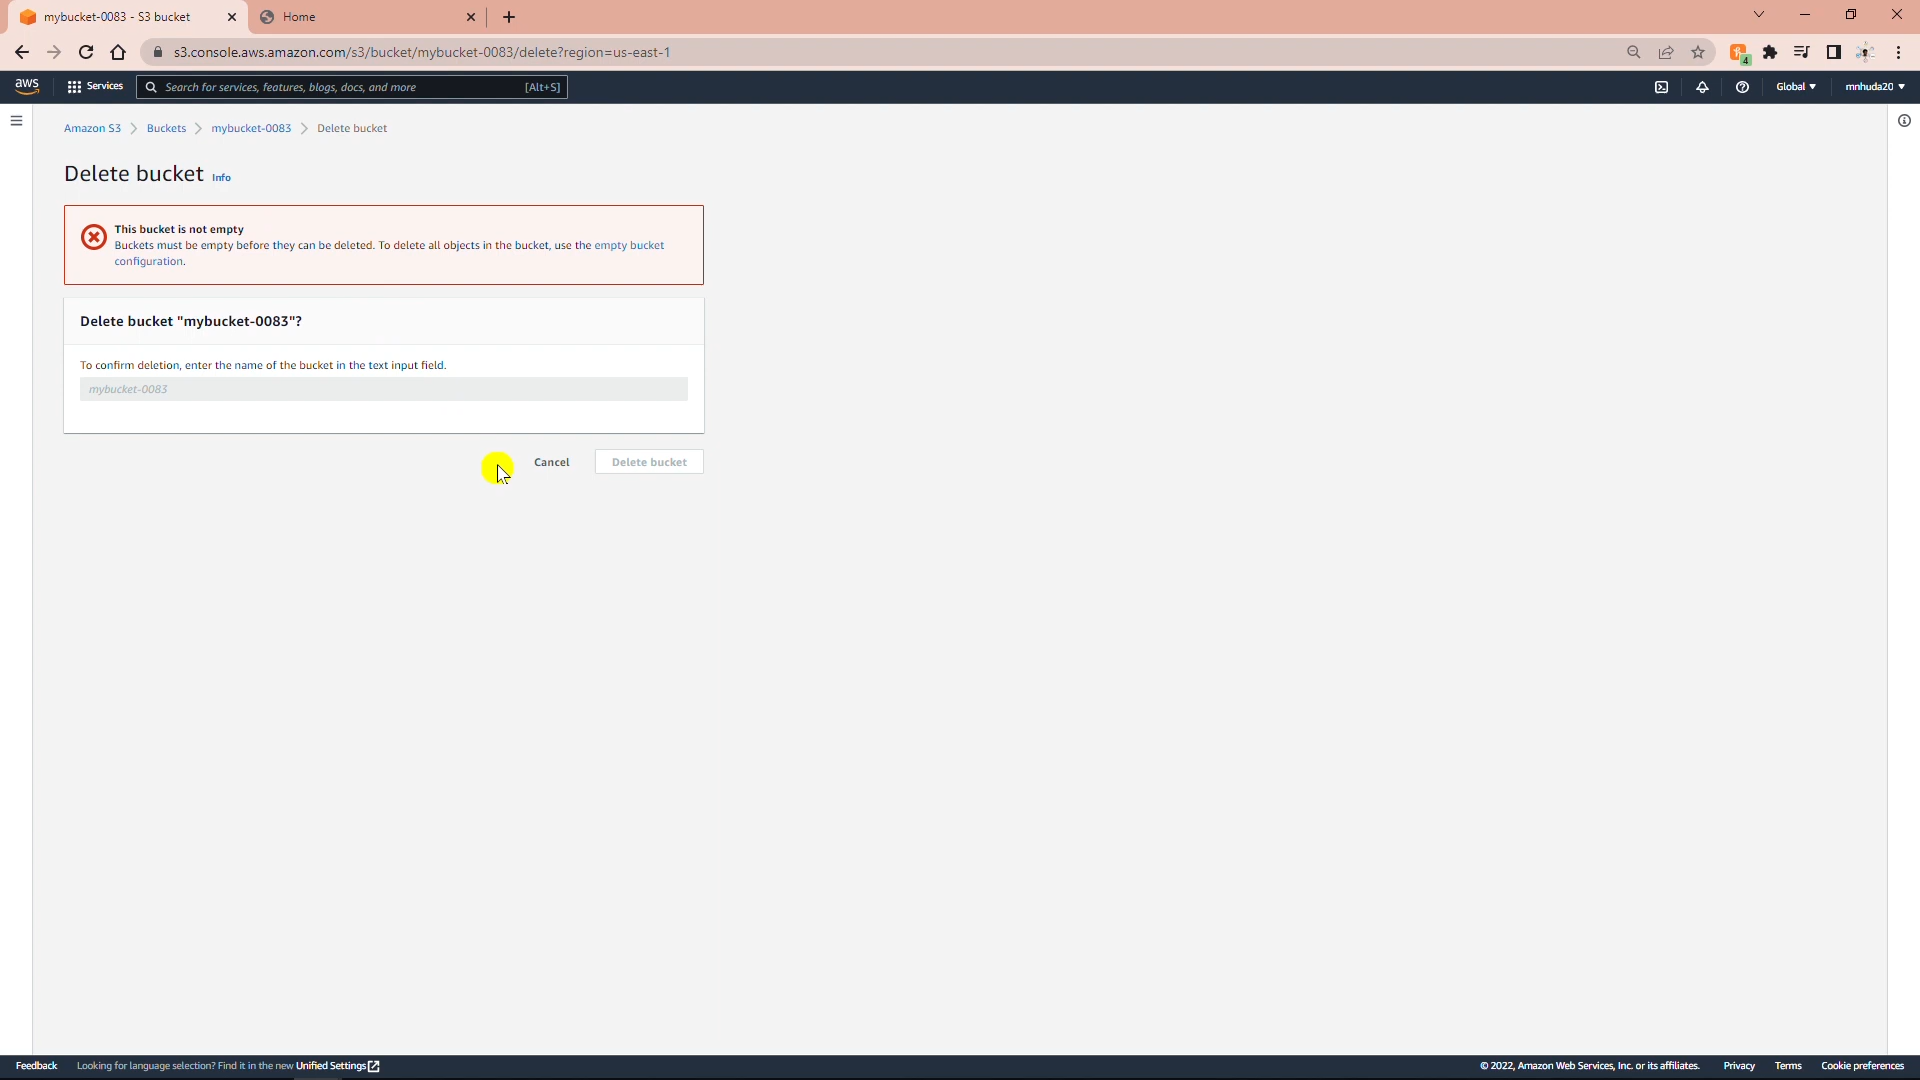 mybucket-0083 - S3 bucket
Home
s3.console.aws.amazon.com/s3/bucket/mybucket-0083/delete?region=us-east-1
4
aws
Services
Search for services, features, blogs, docs, and more
[Alt+S]
Global
mnhuda20
Amazon S3
Buckets
mybucket-0083
Delete bucket
Delete bucket Info
This bucket is not empty
Buckets must be empty before they can be deleted. To delete all objects in the bucket, use the empty bucket
configuration.
Delete bucket "mybucket-0083"?
To confirm deletion, enter the name of the bucket in the text input field.
mybucket-0083
Cancel
Delete bucket
Feedback
Looking for language selection? Find it in the new Unified Settings
© 2022, Amazon Web Services, Inc. or its affiliates.
Privacy
Terms
Cookie preferences